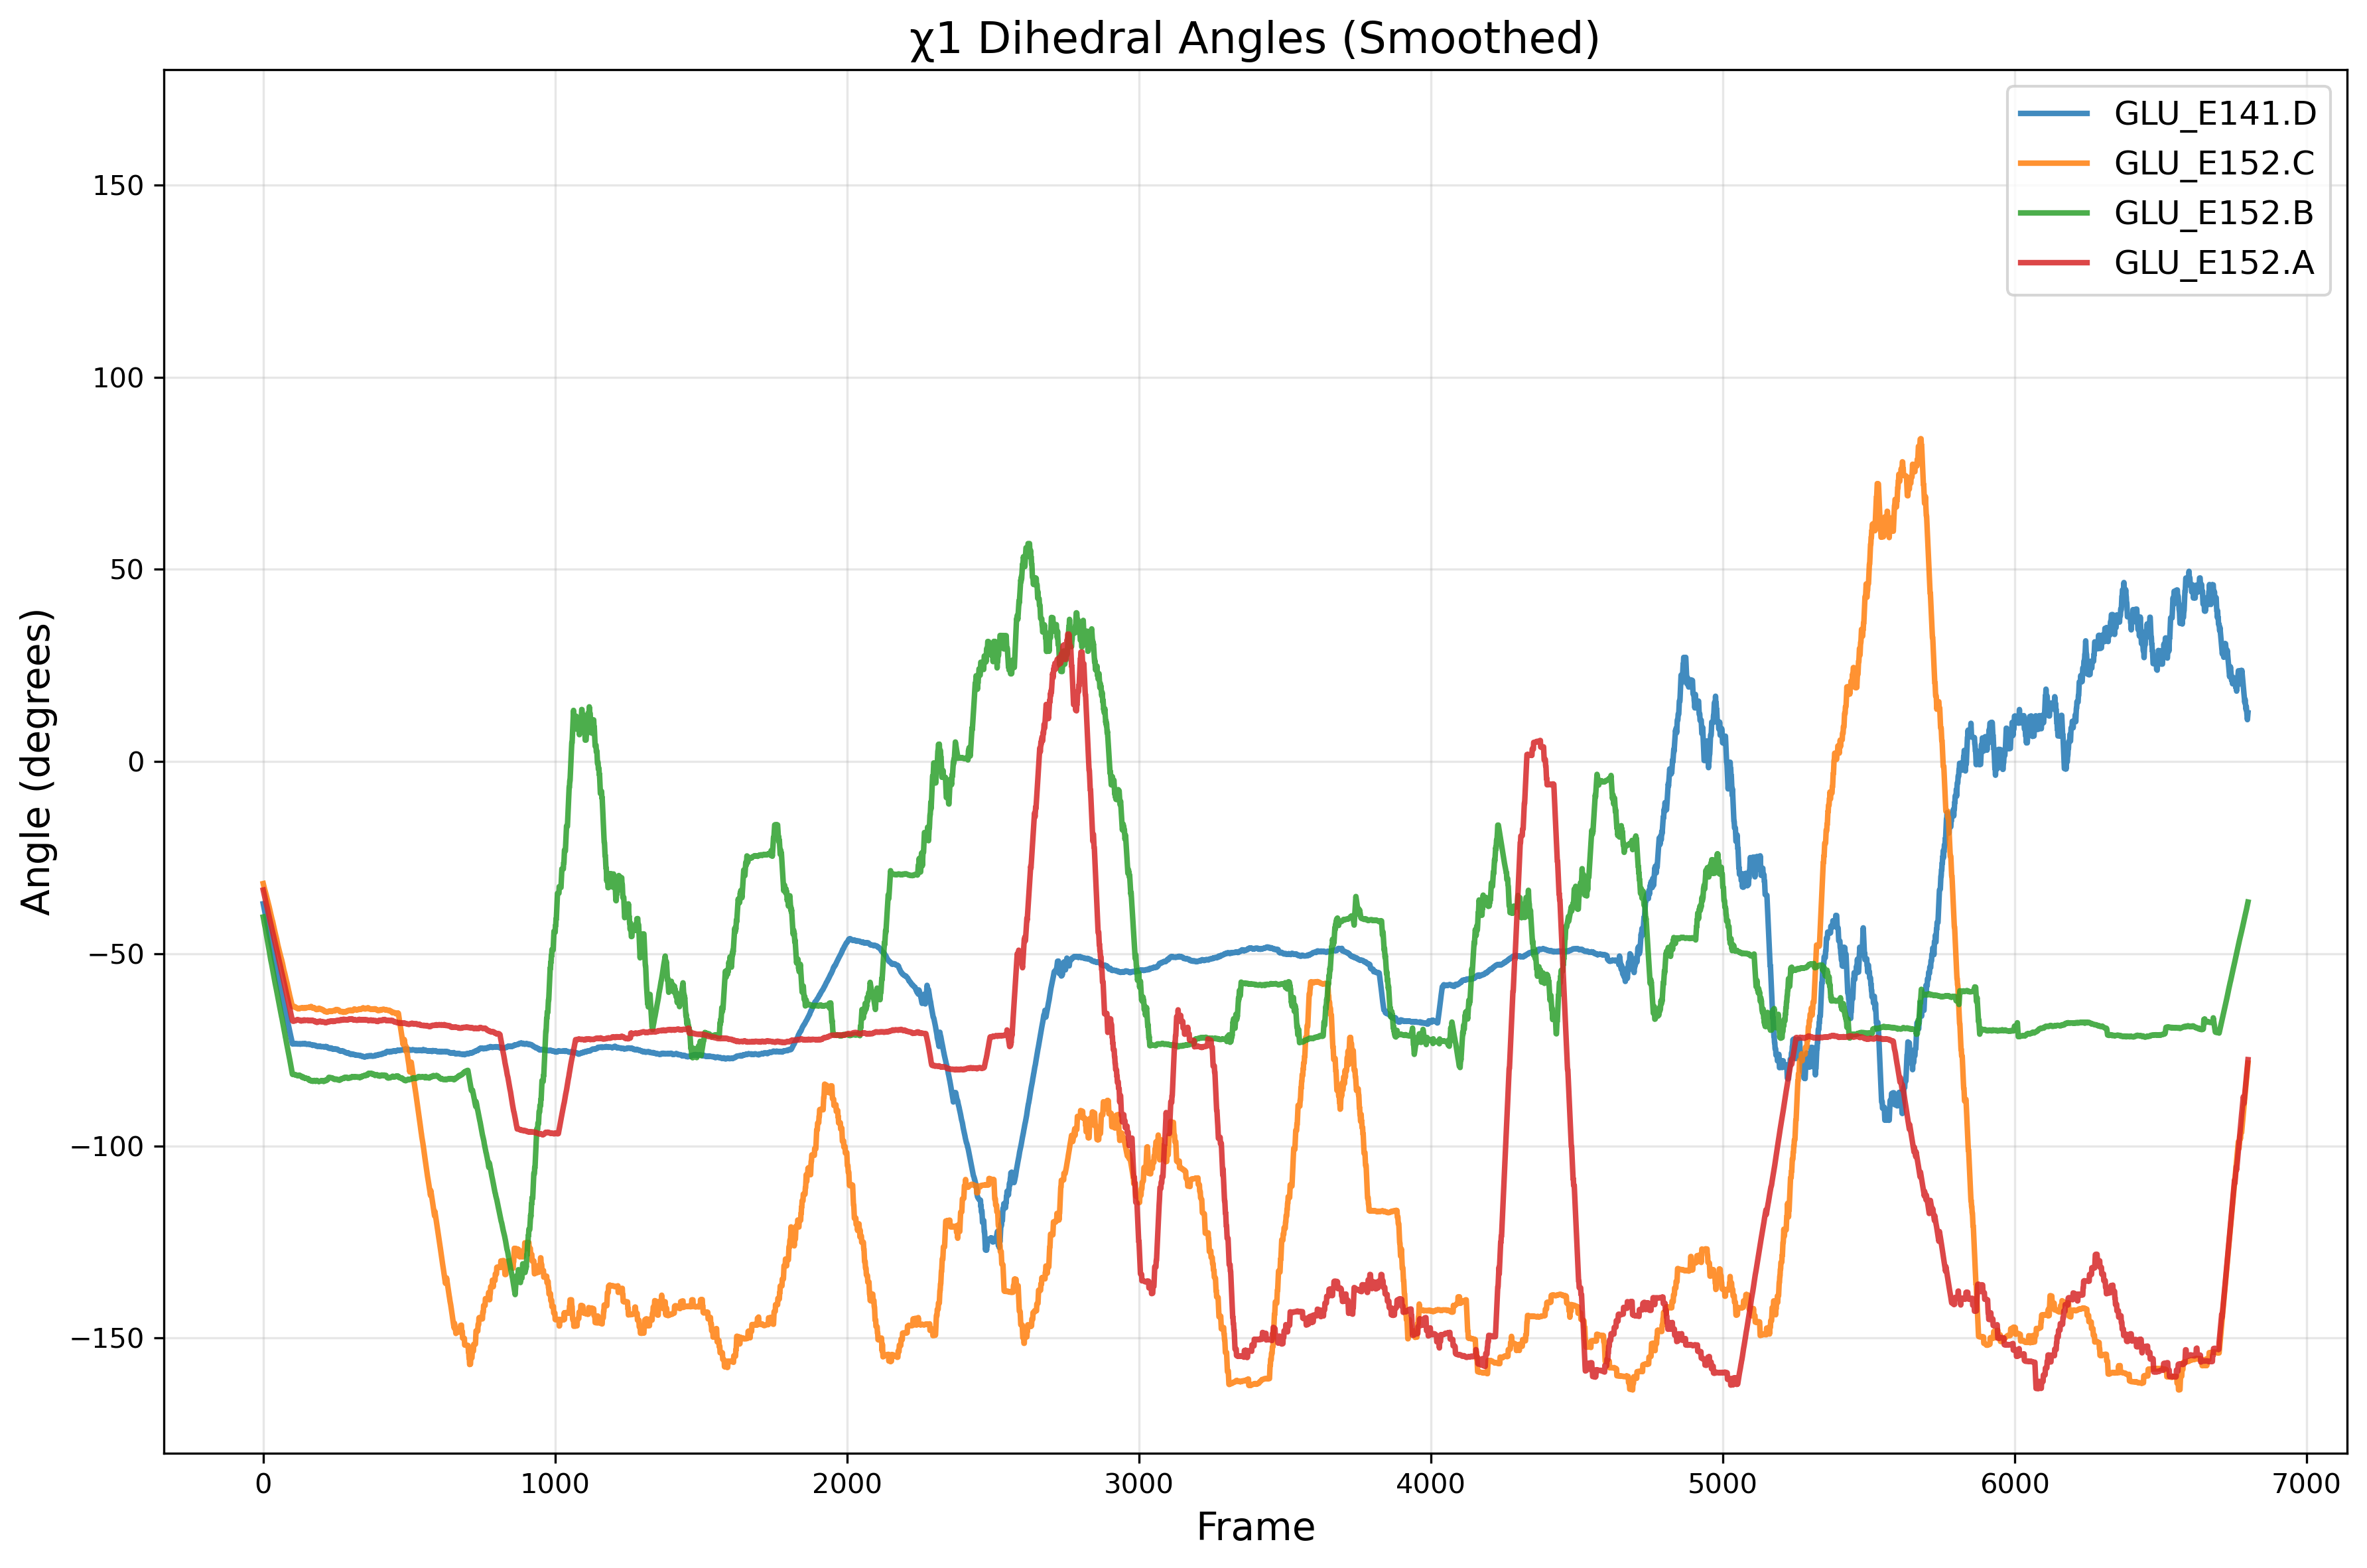 χ1 Dihedral Angles (Smoothed)
GLU_E141.D
GLU_E152.C
GLU_E152.B
GLU_E152.A
150
100
50
0
−50
−100
−150
Angle (degrees)
0 1000 2000 3000 4000 5000 6000 7000
Frame